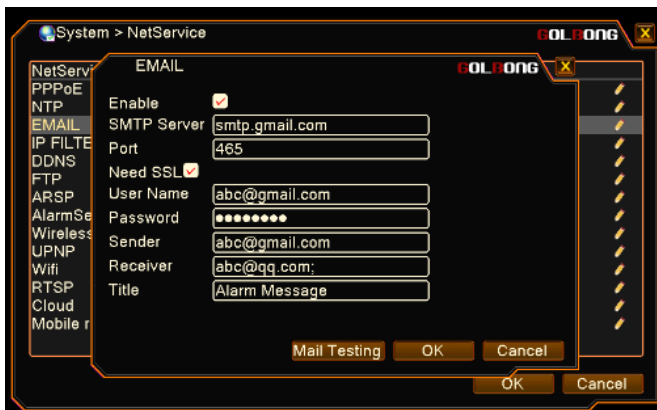 System > NetService
GOLBONG
X
EMAIL
GOLBONG
X
NetServi
PPPoE
NTP
EMAIL
IP FILTE
DDNS
FTP
ARSP
AlarmSe
Wireless
UPNP
Wifi
RTSP
Cloud
Mobile r
Enable
SMTP Server smtp.gmail.com
Port 465
Need SSL
User Name abc@gmail.com
Password ●●●●●●●●
Sender abc@gmail.com
Receiver abc@qq.com;
Title Alarm Message
Mail Testing OK Cancel
OK Cancel